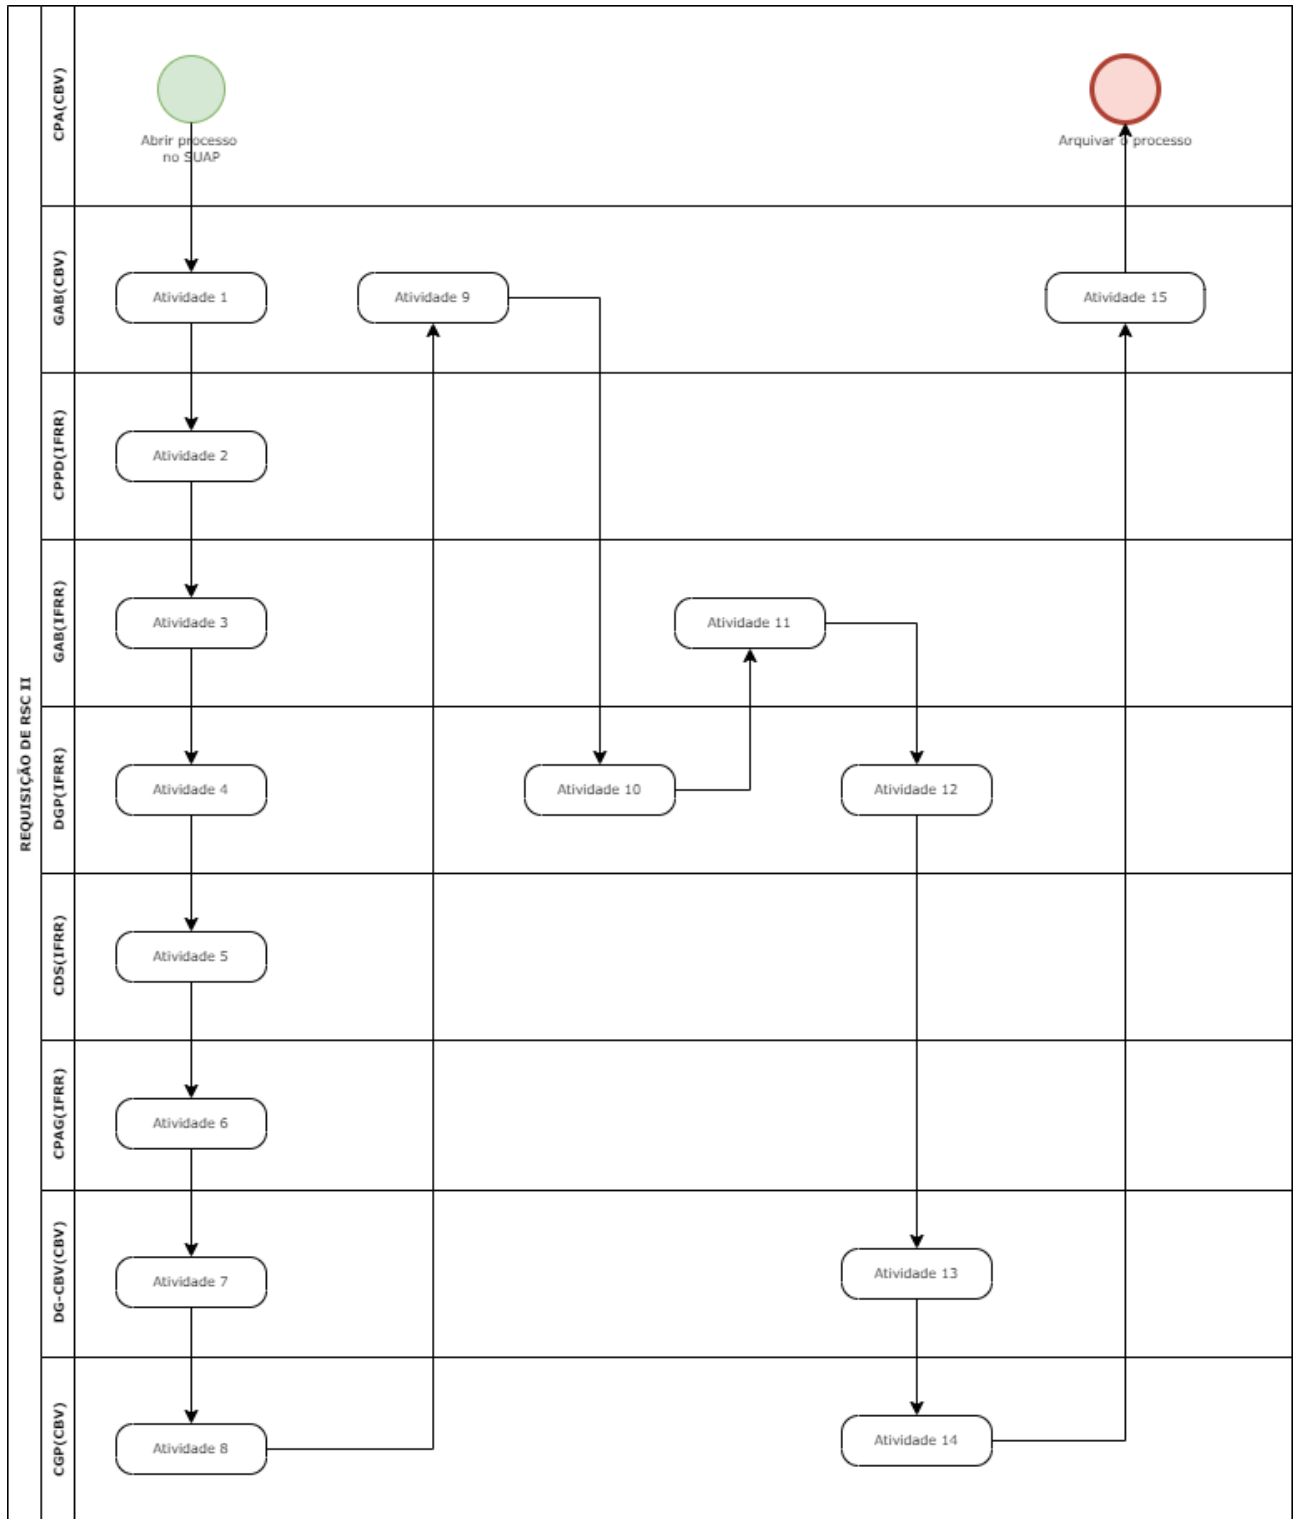 REQUISIÇÃO DE RSC II
CPA(CBV)
Abrir processo
no SUAP
Arquivar o processo
GAB(CBV)
Atividade 1
Atividade 9
Atividade 15
CPPD(IFRR)
Atividade 2
GAB(IFRR)
Atividade 3
Atividade 11
DGP(IFRR)
Atividade 4
Atividade 10
Atividade 12
CDS(IFRR)
Atividade 5
CPAG(IFRR)
Atividade 6
DG-CBV(CBV)
Atividade 7
Atividade 13
CGP(CBV)
Atividade 8
Atividade 14